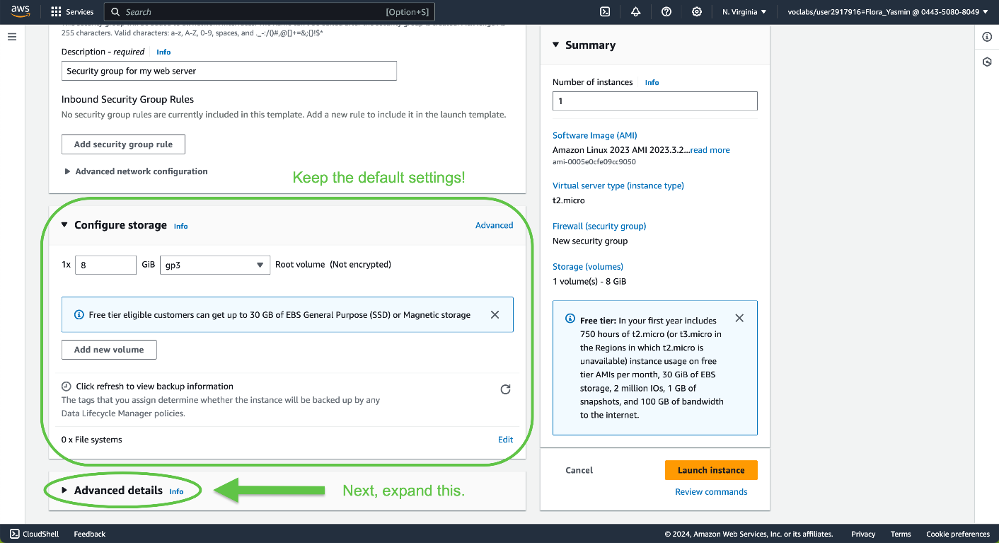 aws
Services
Search
[Option+S]
N. Virginia
voclabs/user2917916=Flora_Yasmin @ 0443-5080-8049
255 characters. Valid characters: a-z, A-Z, 0-9, spaces, and ._-:/()#,@[]+=&;{}!$*
Description - required Info
Security group for my web server
Inbound Security Group Rules
No security group rules are currently included in this template. Add a new rule to include it in the launch template.
Add security group rule
Advanced network configuration
Keep the default settings!
Configure storage Info
Advanced
1x 8 GiB gp3 Root volume (Not encrypted)
Free tier eligible customers can get up to 30 GB of EBS General Purpose (SSD) or Magnetic storage
Add new volume
Click refresh to view backup information
The tags that you assign determine whether the instance will be backed up by any
Data Lifecycle Manager policies.
0 x File systems
Edit
Advanced details Info
Next, expand this.
Summary
Number of instances Info
1
Software Image (AMI)
Amazon Linux 2023 AMI 2023.3.2...read more
ami-0005e0cfe09cc9050
Virtual server type (instance type)
t2.micro
Firewall (security group)
New security group
Storage (volumes)
1 volume(s) - 8 GiB
Free tier: In your first year includes
750 hours of t2.micro (or t3.micro in
the Regions in which t2.micro is
unavailable) instance usage on free
tier AMIs per month, 30 GiB of EBS
storage, 2 million IOs, 1 GB of
snapshots, and 100 GB of bandwidth
to the internet.
Cancel
Launch instance
Review commands
CloudShell
Feedback
© 2024, Amazon Web Services, Inc. or its affiliates.
Privacy
Terms
Cookie preferences